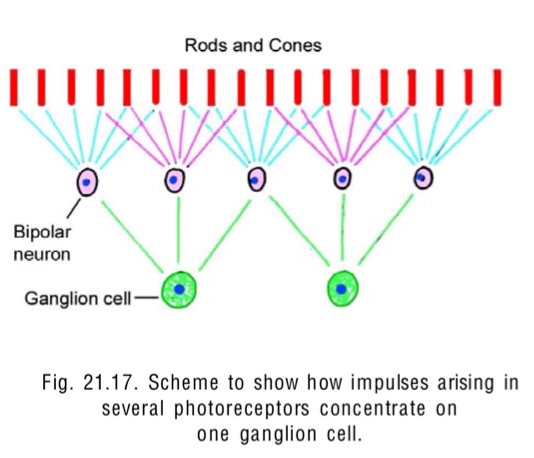 Rods and Cones
Bipolar
neuron
Ganglion cell
Fig. 21.17. Scheme to show how impulses arising in
several photoreceptors concentrate on
one ganglion cell.